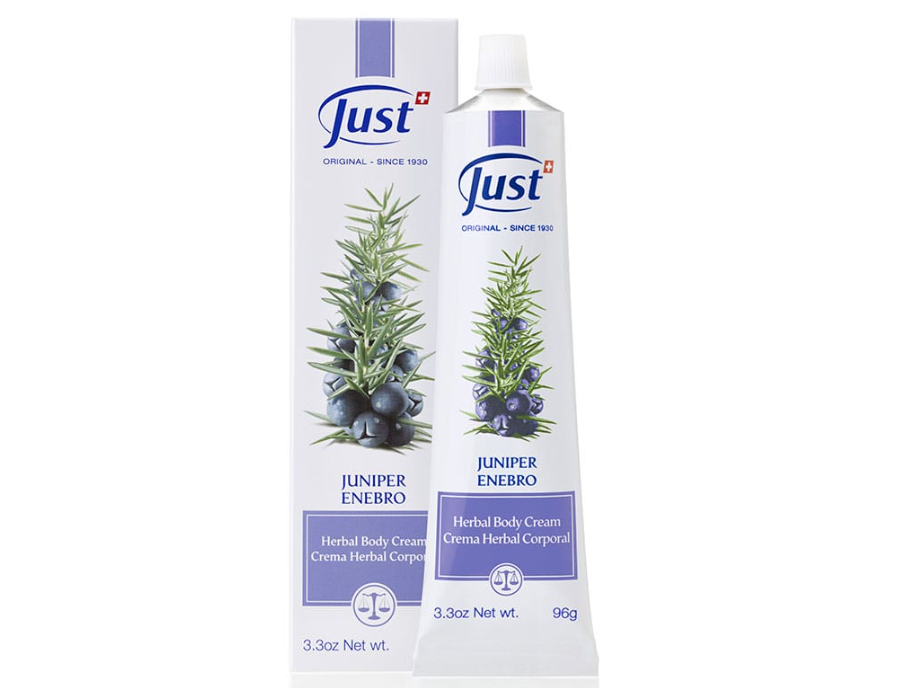 Just
ORIGINAL - SINCE 1930
JUNIPER
ENEBRO
Herbal Body Cream
Crema Herbal Corpo
3.3oz Net wt.
Just
ORIGINAL - SINCE 1930
JUNIPER
ENEBRO
Herbal Body Cream
Crema Herbal Corporal
3.3oz Net wt. 96g